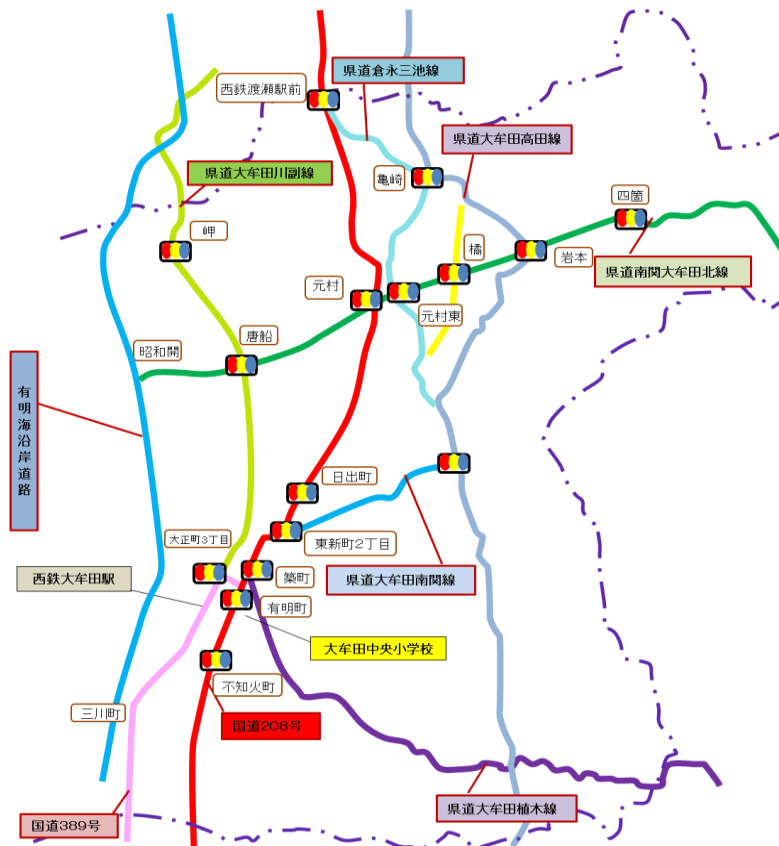 県道倉永三池線
西鉄渡瀬駅前
県道大牟田高田線
県道大牟田川副線
亀崎
四箇
岬
橘
岩本
県道南関大牟田北線
元村
元村東
唐船
昭和開
有明海沿岸道路
日出町
大正町3丁目
東新町2丁目
西鉄大牟田駅
築町
県道大牟田南関線
有明町
大牟田中央小学校
不知火町
三川町
国道208号
県道大牟田植木線
国道389号